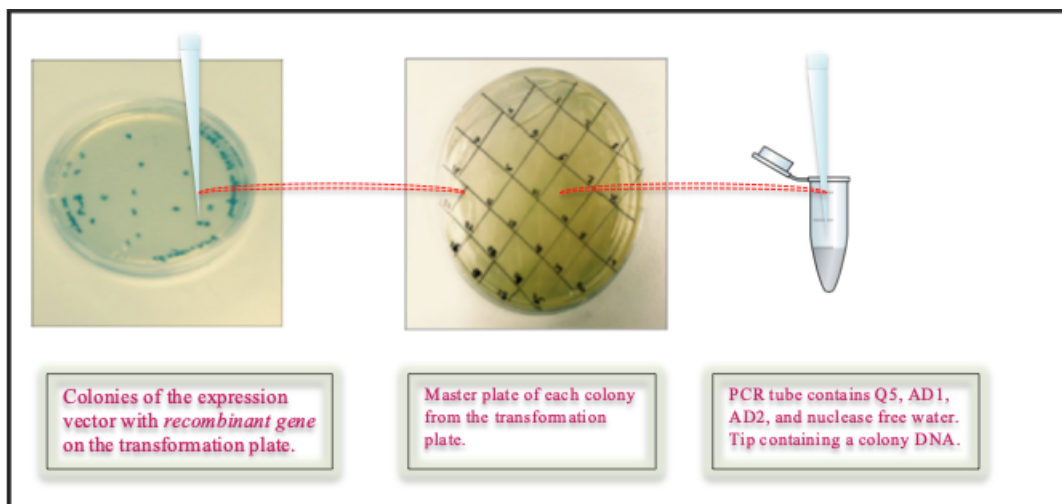 Colonies of the expression
vector with recombinant gene
on the transformation plate.
Master plate of each colony
from the transformation
plate.
PCR tube contains Q5, AD1,
AD2, and nuclease free water.
Tip containing a colony DNA.